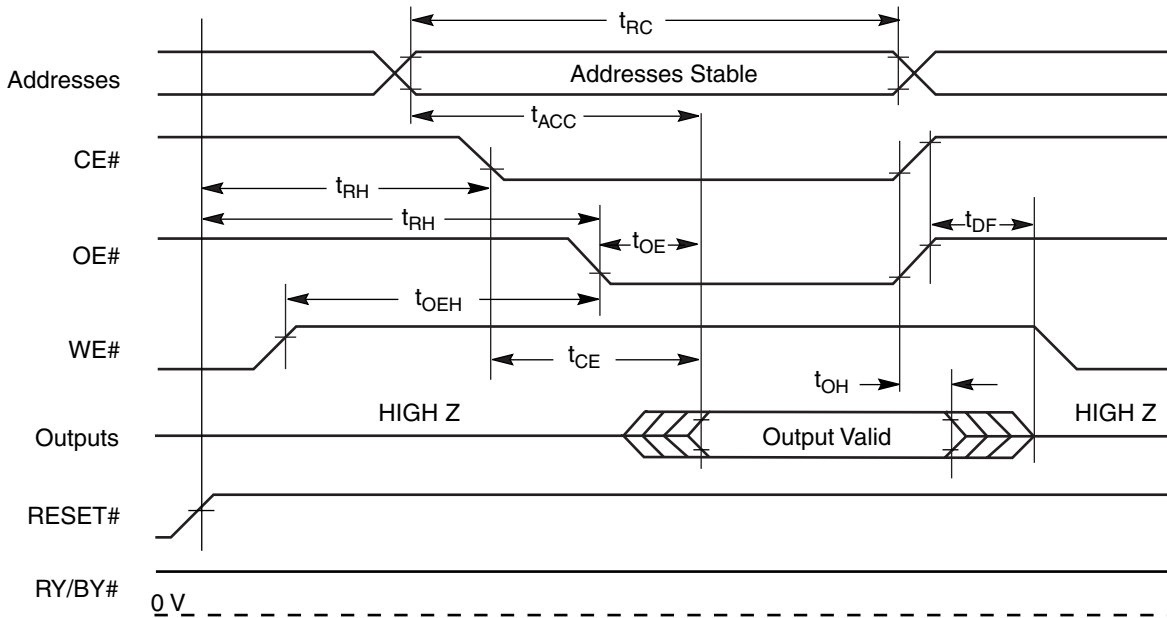 tRC
Addresses
Addresses Stable
tACC
CE#
tRH
tRH
tDF
OE#
tOE
tOEH
WE#
tCE
tOH
HIGH Z
HIGH Z
Outputs
Output Valid
RESET#
RY/BY#
0 V